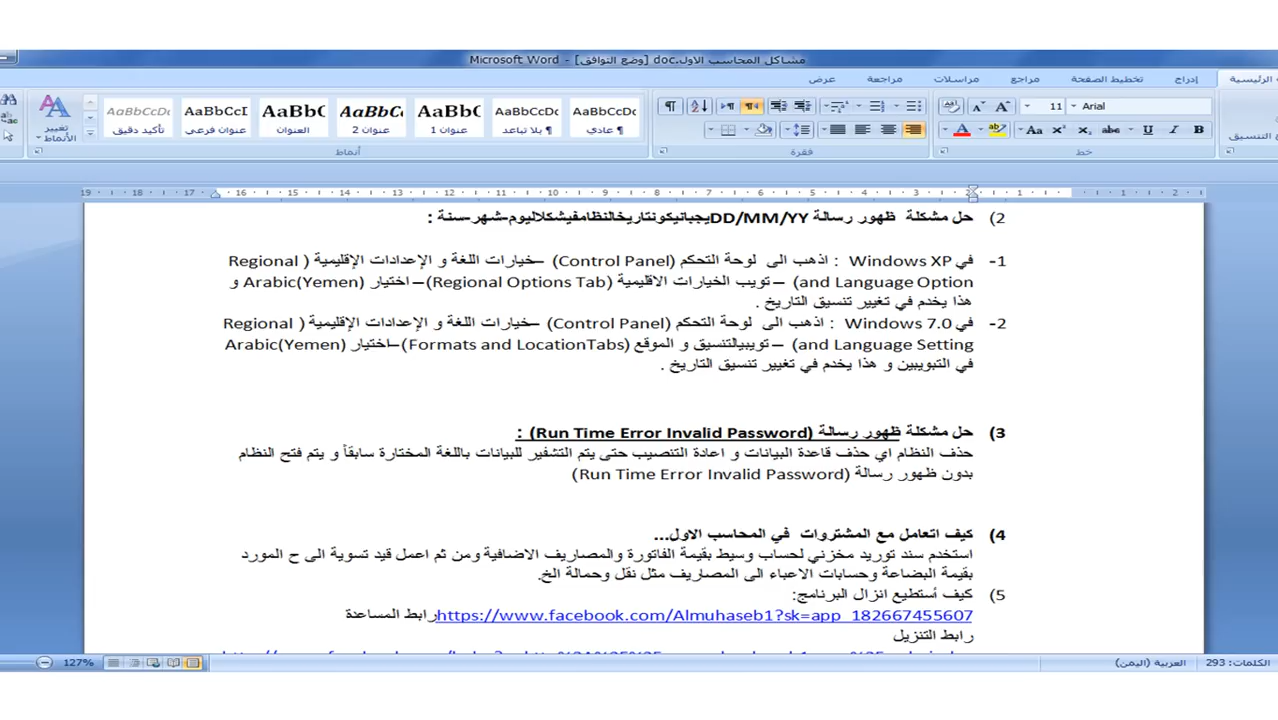 مشاكل المحاسب الاول.doc [وضع التوافق] - Microsoft Word
الرئيسية إدراج تخطيط الصفحة مراجع مراسلات مراجعة عرض
Arial 11
AaBbCcDc AaBbCcDc AaBbC AaBbC AaBbC AaBbCcI AaBbCcDc
¶ عادي ¶ بلا تباعد عنوان 1 عنوان 2 العنوان عنوان فرعي تأكيد دقيق تغيير الأنماط
التنسيق خط فقرة أنماط
2) حل مشكلة ظهور رسالة DD/MM/YYيجبانيكونتاريخالنظامفيشكلاليوم-شهر-سنة :
1- في Windows XP : اذهب الى لوحة التحكم (Control Panel) –خيارات اللغة و الإعدادات الإقليمية ( Regional
and Language Option) – تويب الخيارات الاقليمية (Regional Options Tab)– اختيار Arabic(Yemen) و
هذا يخدم في تغيير تنسيق التاريخ .
2- في Windows 7.0 : اذهب الى لوحة التحكم (Control Panel) –خيارات اللغة و الإعدادات الإقليمية ( Regional
and Language Setting) – تويبيالتنسيق و الموقع (Formats and LocationTabs)–اختيار Arabic(Yemen)
في التبويبين و هذا يخدم في تغيير تنسيق التاريخ .
3) حل مشكلة ظهور رسالة (Run Time Error Invalid Password) :
حذف النظام اي حذف قاعدة البيانات و اعادة التنصيب حتى يتم التشفير للبيانات باللغة المختارة سابقاً و يتم فتح النظام
بدون ظهور رسالة (Run Time Error Invalid Password)
4) كيف اتعامل مع المشتروات في المحاسب الاول...
استخدم سند توريد مخزني لحساب وسيط بقيمة الفاتورة والمصاريف الاضافية ومن ثم اعمل قيد تسوية الى ح المورد
بقيمة البضاعة وحسابات الاعباء الى المصاريف مثل نقل وحمالة الخ.
5) كيف أستطيع انزال البرنامج:
https://www.facebook.com/Almuhaseb1?sk=app_182667455607رابط المساعدة
رابط التنزيل
الكلمات: 293 العربية (اليمن) 127%